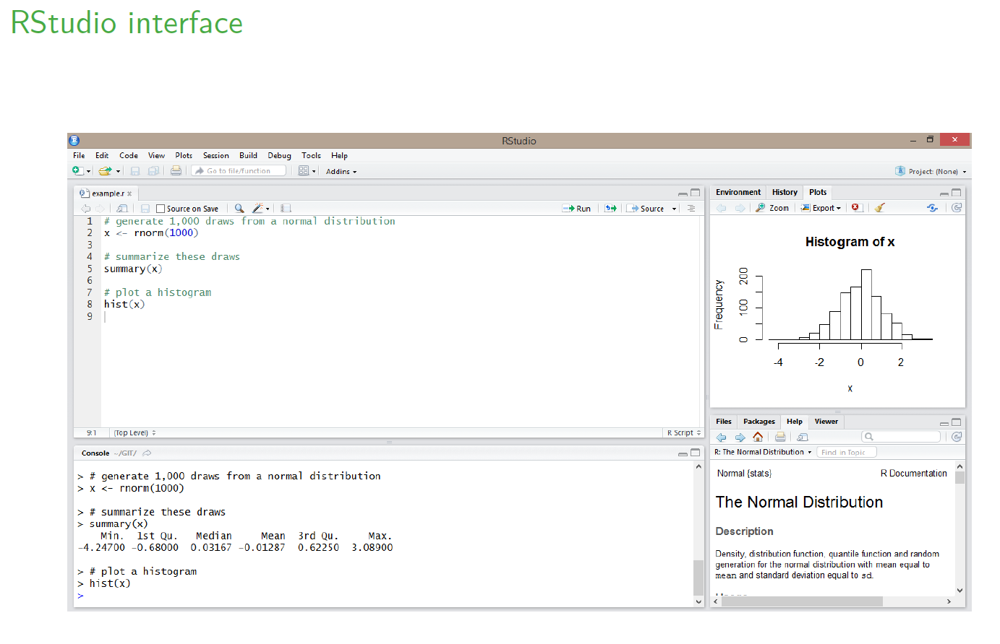 RStudio interface
RStudio
File Edit Code View Plots Session Build Debug Tools Help
Go to file/function Addins Project: (None)
example.r
Source on Save Run Source
1 # generate 1,000 draws from a normal distribution
2 x <- rnorm(1000)
3
4 # summarize these draws
5 summary(x)
6
7 # plot a histogram
8 hist(x)
9
9:1 (Top Level) R Script
Console ~/GIT/
> # generate 1,000 draws from a normal distribution
> x <- rnorm(1000)
> # summarize these draws
> summary(x)
Min. 1st Qu. Median Mean 3rd Qu. Max.
-4.24700 -0.68000 0.03167 -0.01287 0.62250 3.08900
> # plot a histogram
> hist(x)
>
Environment History Plots
Zoom Export
Histogram of x
Frequency
200
100
0
-4 -2 0 2
x
Files Packages Help Viewer
R: The Normal Distribution Find in Topic
Normal {stats} R Documentation
The Normal Distribution
Description
Density, distribution function, quantile function and random
generation for the normal distribution with mean equal to
mean and standard deviation equal to sd.